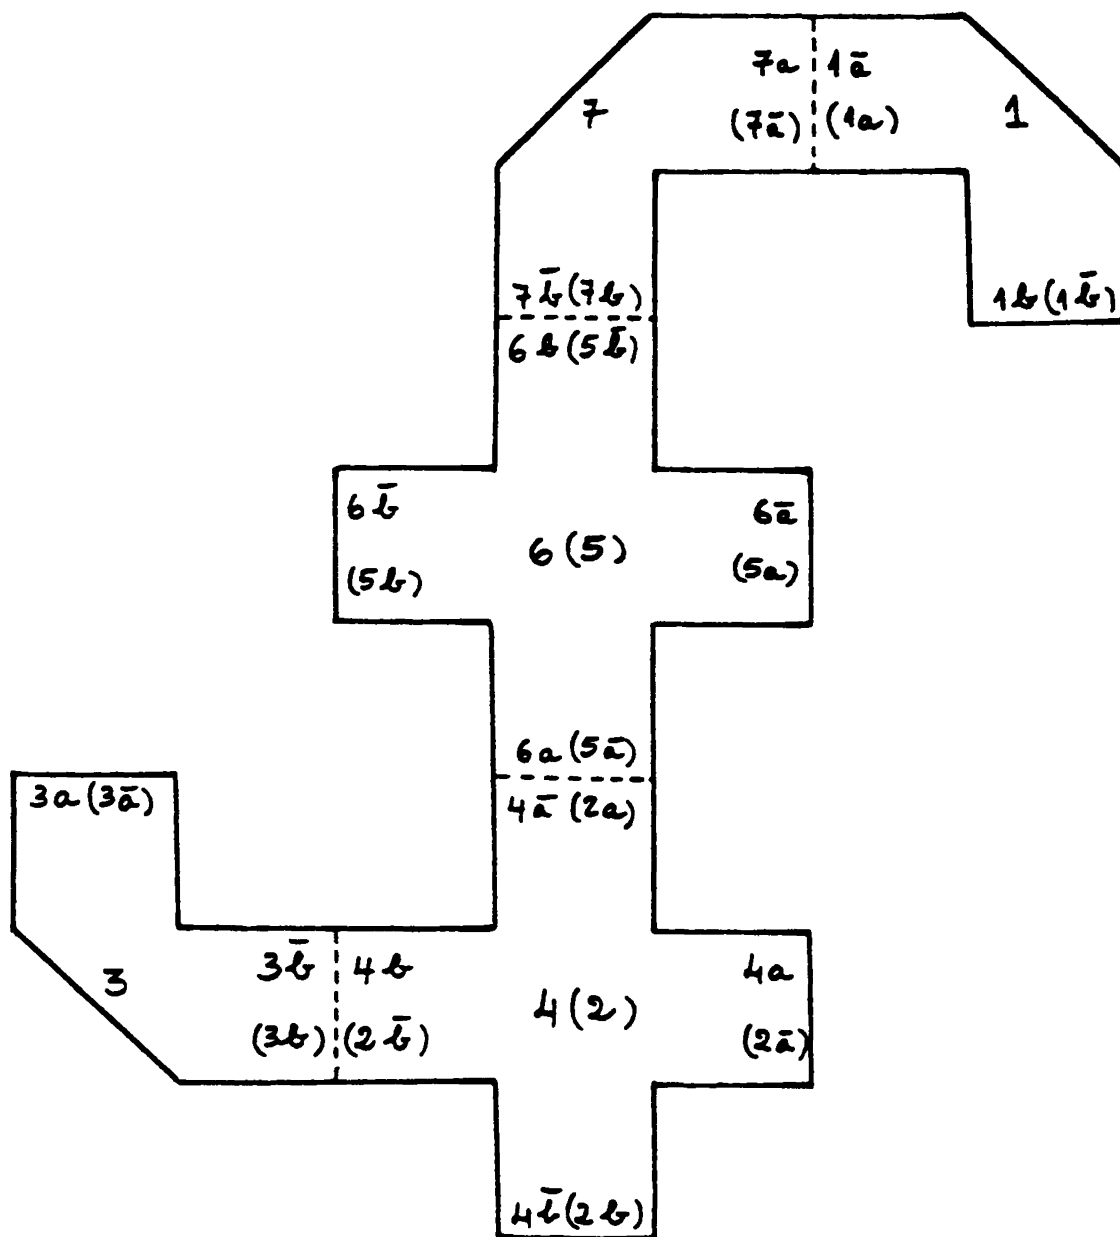 7a 1ā
7 (7ā) (1a) 1
7b̄(7b) 1b(1b̄)
6b(5b̄)
6b̄ 6ā
6(5)
(5b) (5a)
6a(5ā)
3a(3ā) 4ā(2a)
3b̄ 4b 4a
3 4(2)
(3b) (2b̄) (2ā)
4b̄(2b)